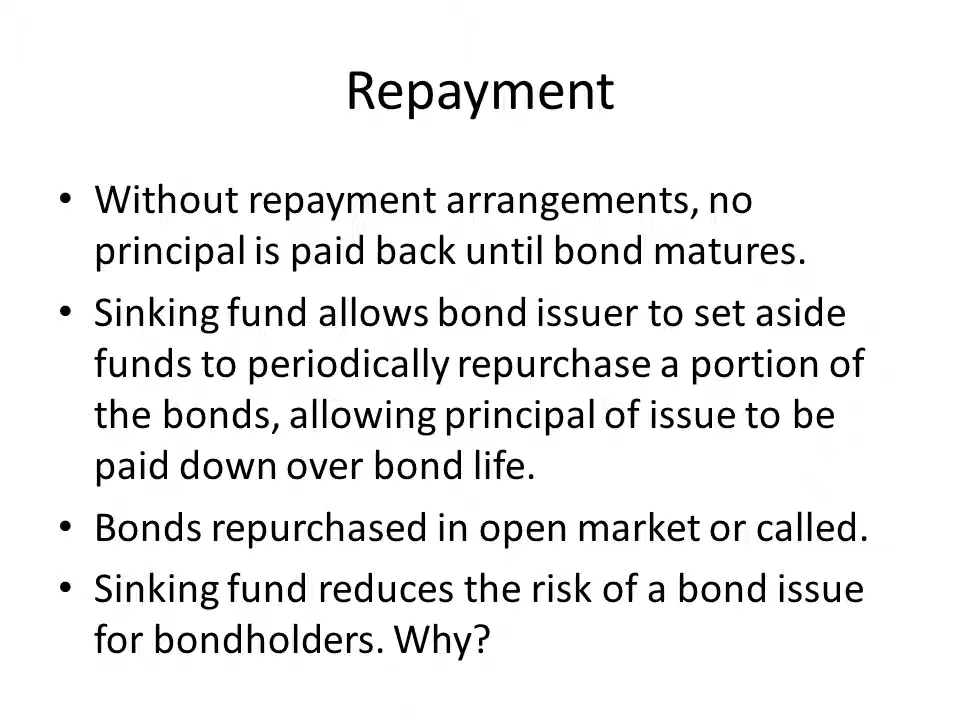 Repayment
• Without repayment arrangements, no
principal is paid back until bond matures.
• Sinking fund allows bond issuer to set aside
funds to periodically repurchase a portion of
the bonds, allowing principal of issue to be
paid down over bond life.
• Bonds repurchased in open market or called.
• Sinking fund reduces the risk of a bond issue
for bondholders. Why?